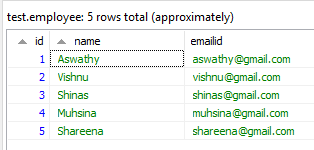 test.employee: 5 rows total (approximately)
id name emailid
1 Aswathy aswathy@gmail.com
2 Vishnu vishnu@gmail.com
3 Shinas shinas@gmail.com
4 Muhsina muhsina@gmail.com
5 Shareena shareena@gmail.com